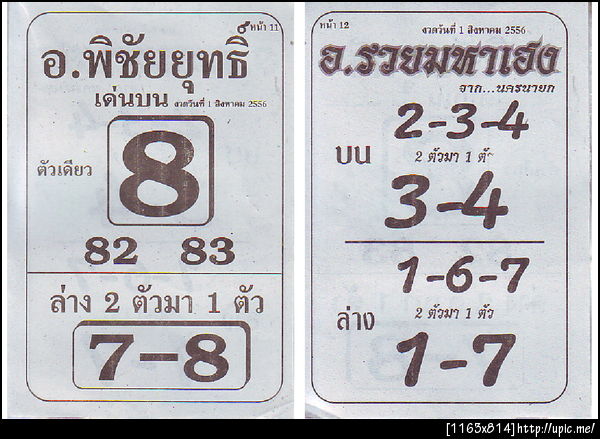 หน้า 11
อ.พิชัยยุทธิ
เด่นบน งวดวันที่ 1 สิงหาคม 2556
ตัวเดียว
8
82 83
ล่าง 2 ตัวมา 1 ตัว
7-8
หน้า 12
งวดวันที่ 1 สิงหาคม 2556
อ.รวยมหาเฮง
จาก...นครนายก
2-3-4
บน
2 ตัวมา 1 ตัว
3-4
1-6-7
ล่าง
2 ตัวมา 1 ตัว
1-7
[1163x814]http://upic.me/